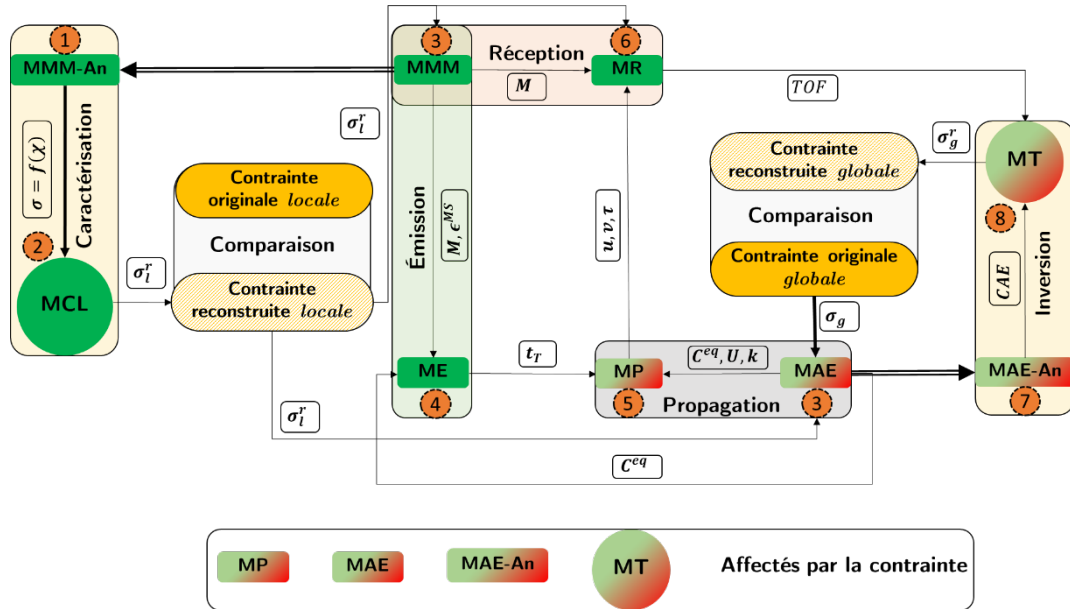 1
MMM-An
σ = f(χ)
Caractérisation
2
MCL
σ_l^r
Contrainte
originale locale
Comparaison
Contrainte
reconstruite locale
σ_l^r
σ_l^r
3
MMM
Réception
M
6
MR
Émission
M, ϵ^MS
ME
4
t_T
u, v, τ
MP
5
C^eq, U, k
MAE
Propagation
3
C^eq
TOF
σ_g^r
Contrainte
reconstruite globale
Comparaison
Contrainte originale
globale
σ_g
MT
8
CAE
Inversion
MAE-An
7
MP
MAE
MAE-An
MT
Affectés par la contrainte